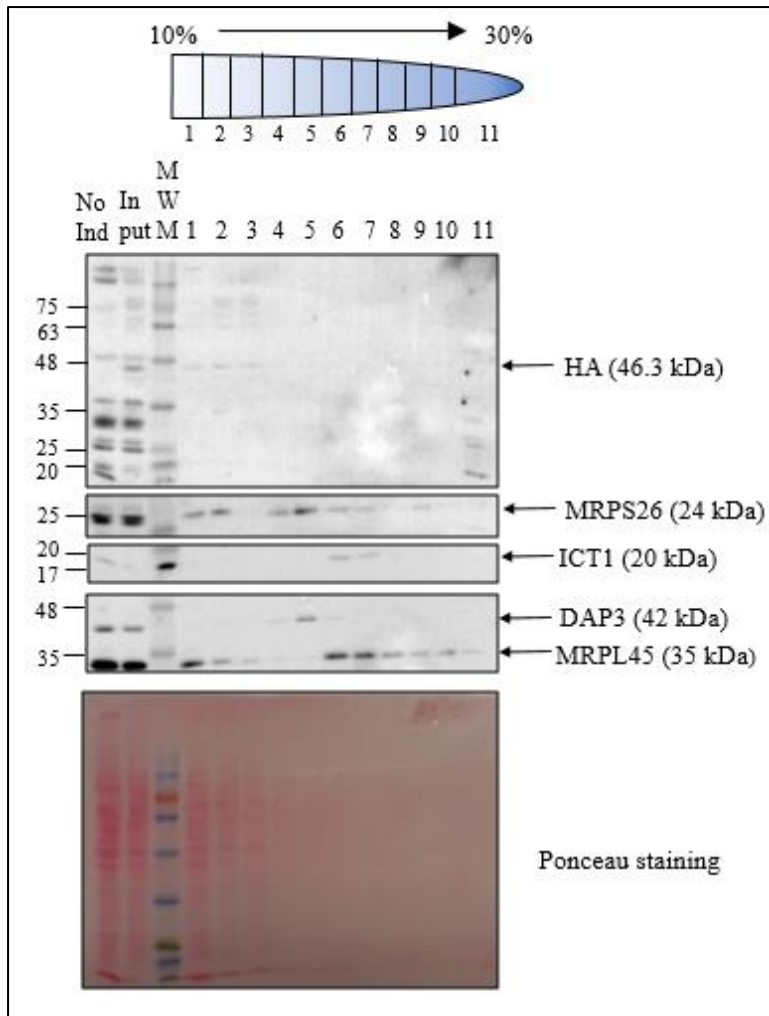 10% 30%
1 2 3 4 5 6 7 8 9 10 11
No Ind
In put
M W M
1 2 3 4 5 6 7 8 9 10 11
75
63
48
35
25
20
HA (46.3 kDa)
25
MRPS26 (24 kDa)
20
17
ICT1 (20 kDa)
48
35
DAP3 (42 kDa)
MRPL45 (35 kDa)
Ponceau staining